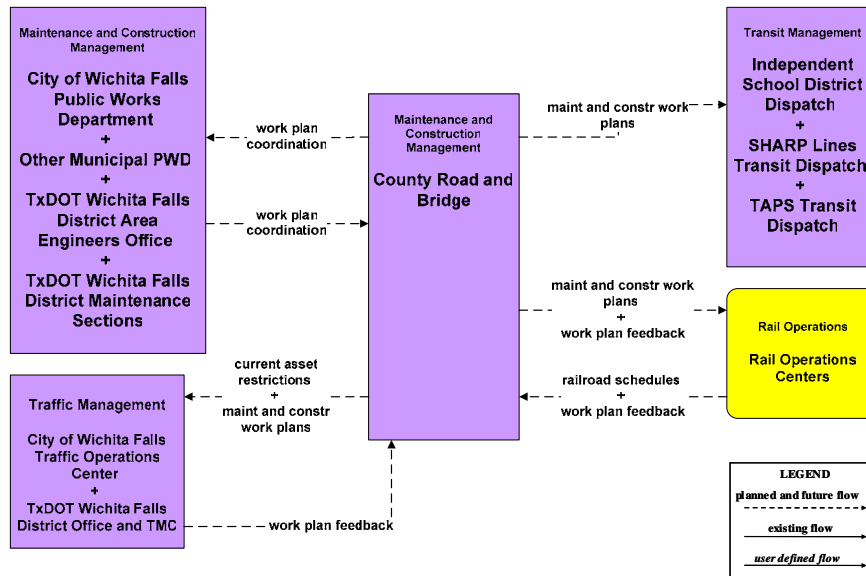 Maintenance and Construction
Management
City of Wichita Falls
Public Works
Department
+
Other Municipal PWD
+
TxDOT Wichita Falls
District Area
Engineers Office
+
TxDOT Wichita Falls
District Maintenance
Sections
work plan
coordination
work plan
coordination
Maintenance and
Construction
Management
County Road and
Bridge
maint and constr work
plans
Transit Management
Independent
School District
Dispatch
+
SHARP Lines
Transit Dispatch
+
TAPS Transit
Dispatch
maint and constr work
plans
+
work plan feedback
railroad schedules
+
work plan feedback
Rail Operations
Rail Operations
Centers
current asset
restrictions
+
maint and constr
work plans
Traffic Management
City of Wichita Falls
Traffic Operations
Center
+
TxDOT Wichita Falls
District Office and TMC
work plan feedback
LEGEND
planned and future flow
existing flow
user defined flow